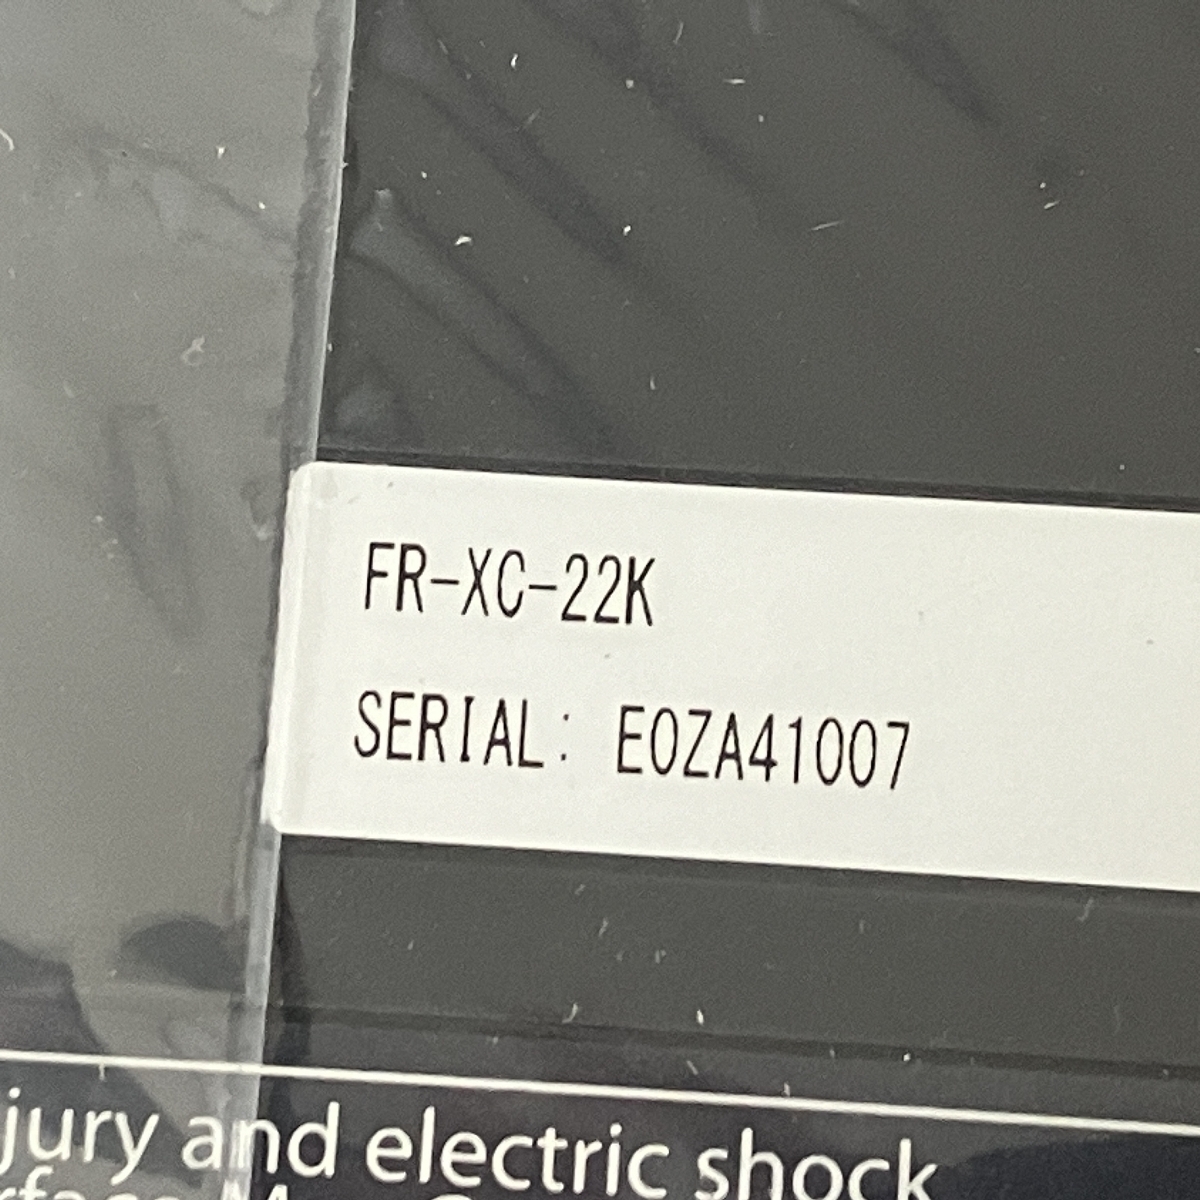 FR-XC-22K
SERIAL: E0ZA41007
jury and electric shock